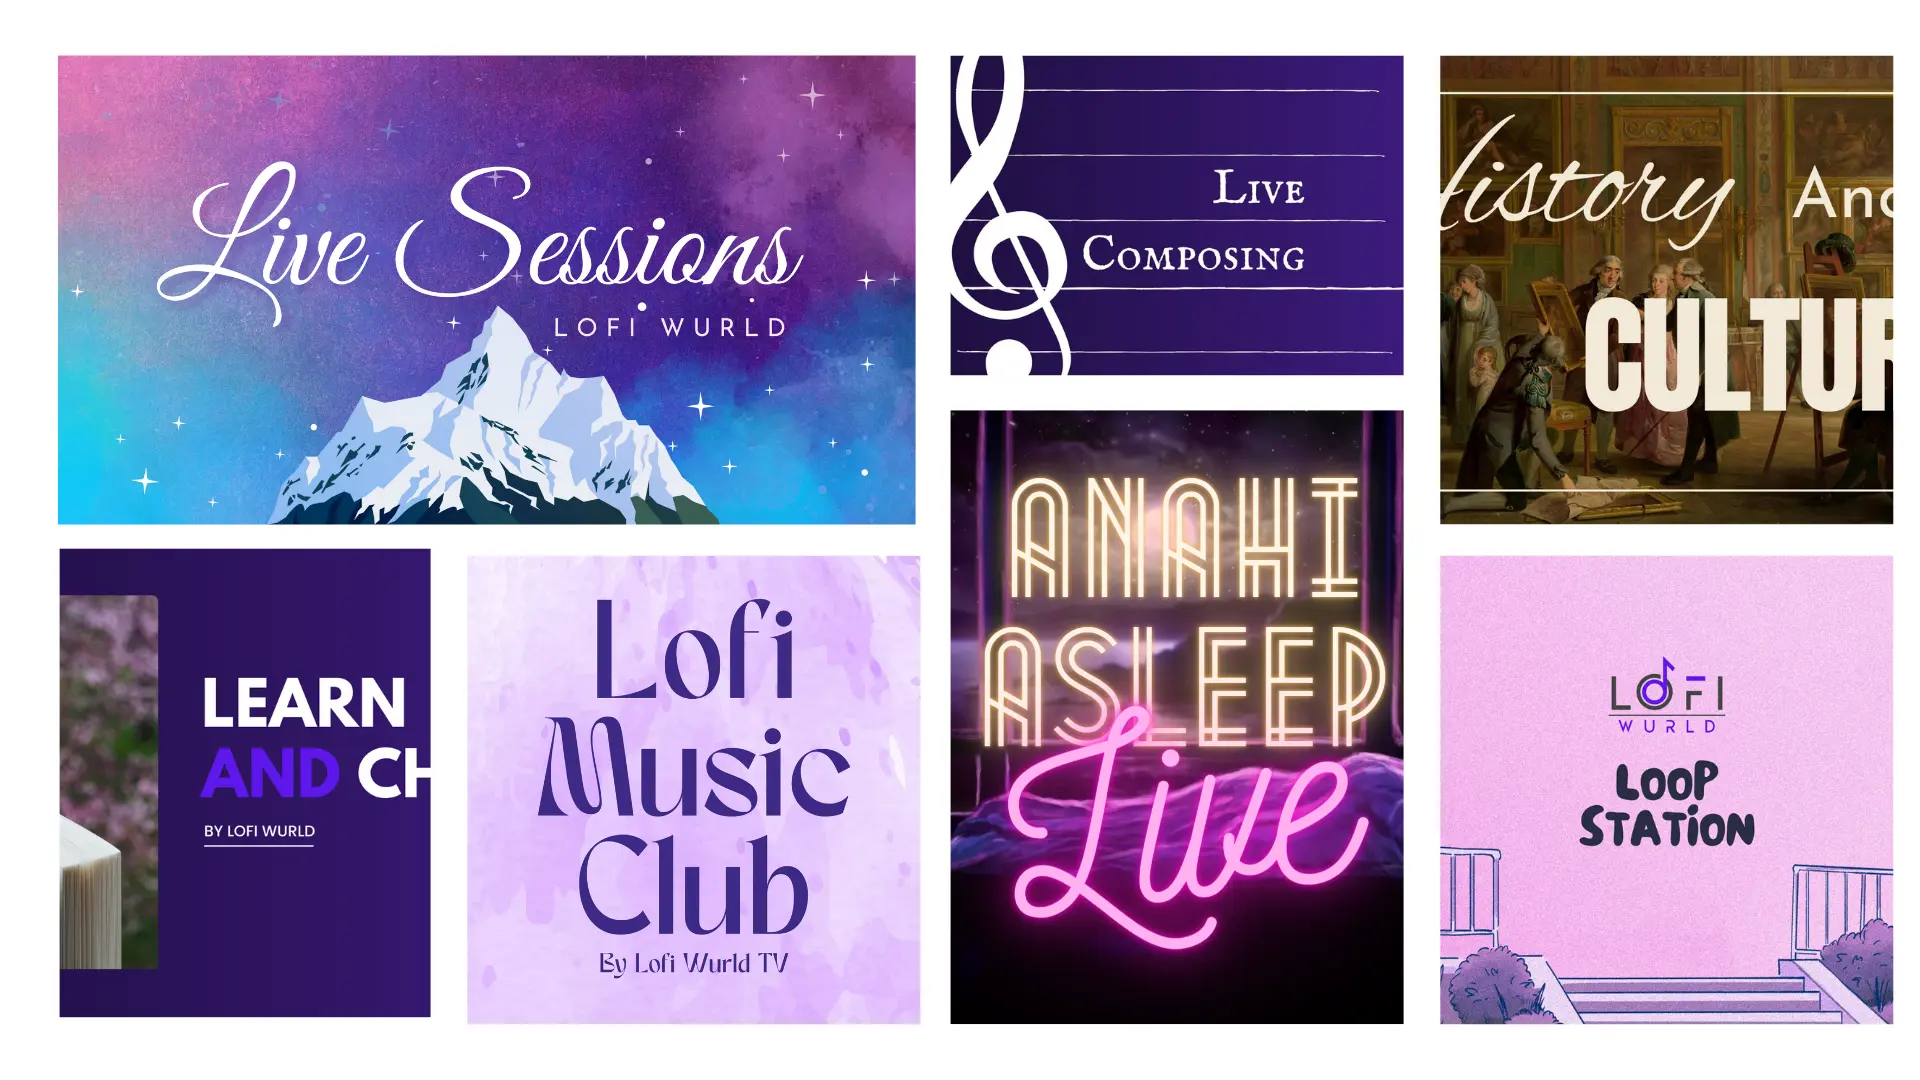 Live Sessions
LOFI WURLD
LIVE
COMPOSING
History And
CULTUR
LEARN
AND CH
BY LOFI WURLD
Lofi
Music
Club
By Lofi Wurld TV
ANAHI
ASLEEP
Live
LOFI
WURLD
LOOP
STATION